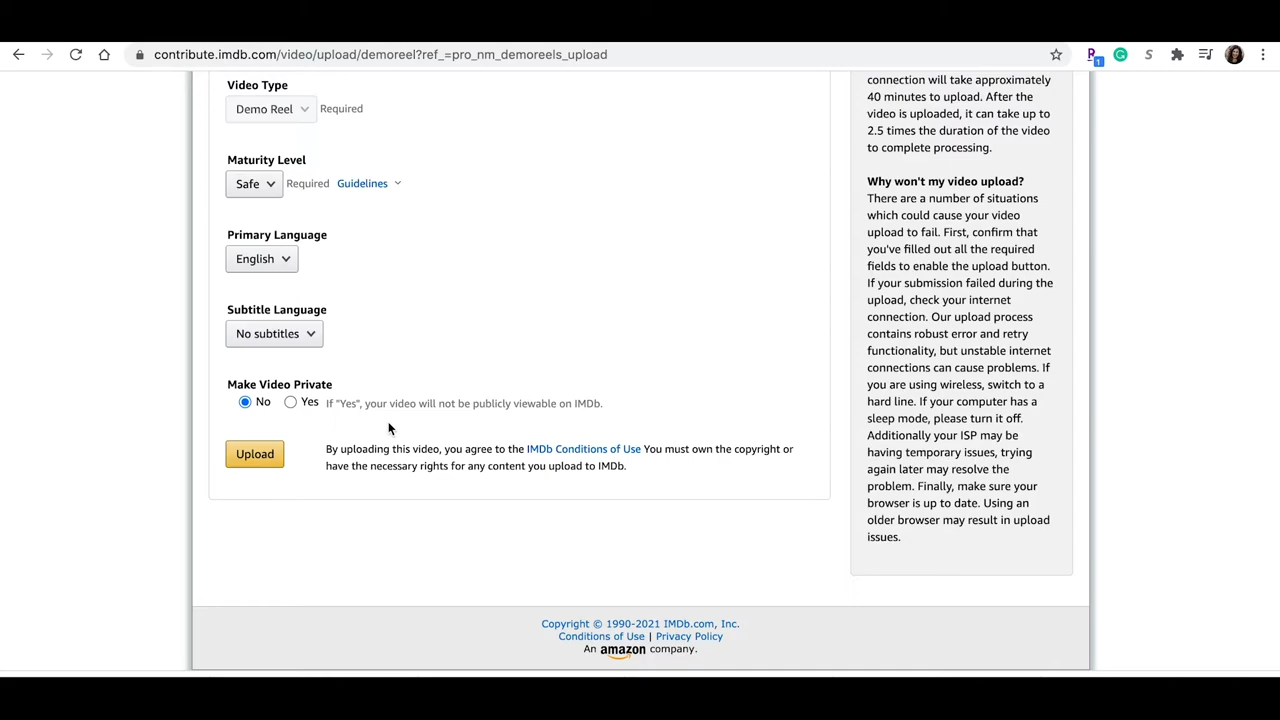 contribute.imdb.com/video/upload/demoreel?ref_=pro_nm_demoreels_upload
1
Video Type
Demo Reel Required
Maturity Level
Safe Required Guidelines
Primary Language
English
Subtitle Language
No subtitles
Make Video Private
No Yes If "Yes", your video will not be publicly viewable on IMDb.
Upload
By uploading this video, you agree to the IMDb Conditions of Use You must own the copyright or
have the necessary rights for any content you upload to IMDb.
connection will take approximately
40 minutes to upload. After the
video is uploaded, it can take up to
2.5 times the duration of the video
to complete processing.
Why won't my video upload?
There are a number of situations
which could cause your video
upload to fail. First, confirm that
you've filled out all the required
fields to enable the upload button.
If your submission failed during the
upload, check your internet
connection. Our upload process
contains robust error and retry
functionality, but unstable internet
connections can cause problems. If
you are using wireless, switch to a
hard line. If your computer has a
sleep mode, please turn it off.
Additionally your ISP may be
having temporary issues, trying
again later may resolve the
problem. Finally, make sure your
browser is up to date. Using an
older browser may result in upload
issues.
Copyright © 1990-2021 IMDb.com, Inc.
Conditions of Use | Privacy Policy
An amazon company.